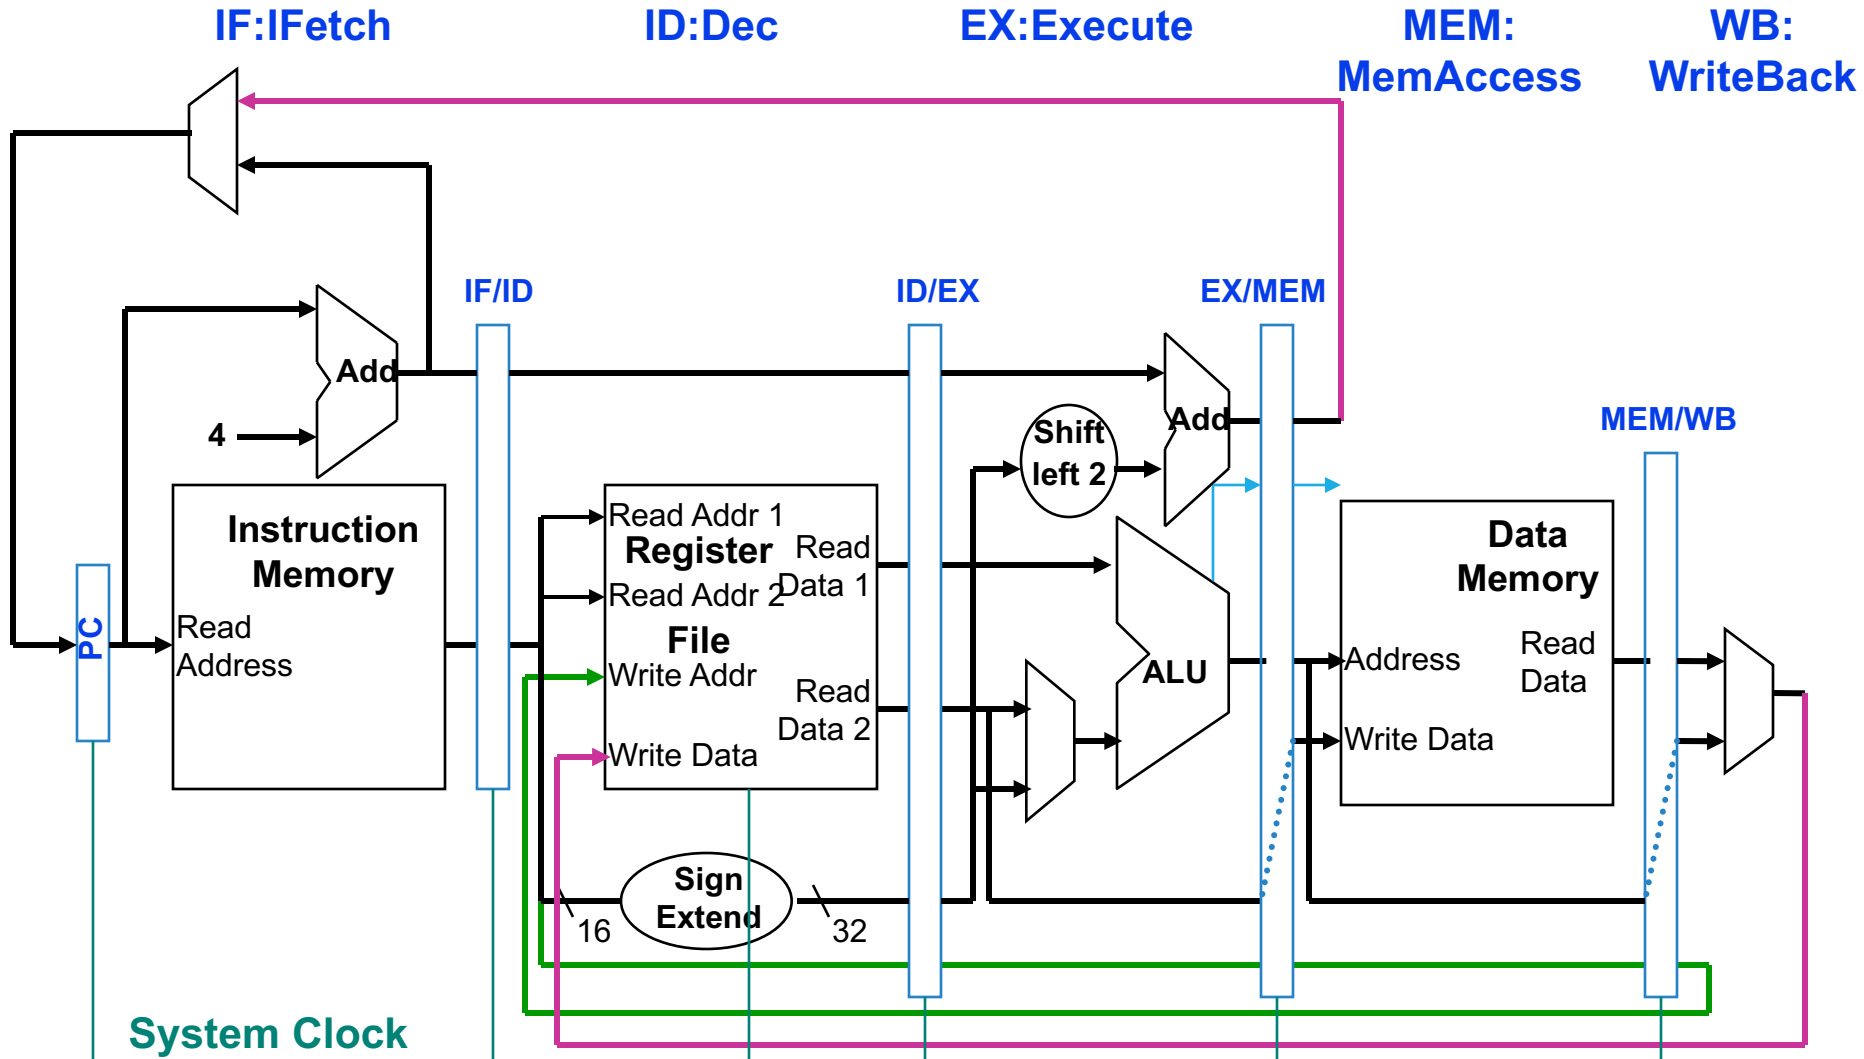 IF:IFetch
ID:Dec
EX:Execute
MEM:
MemAccess
WB:
WriteBack
IF/ID
ID/EX
EX/MEM
MEM/WB
Add
4
Shift
left 2
Add
Instruction
Memory
Read
Address
PC
Read Addr 1
Register
Read Addr 2
File
Write Addr
Write Data
Read
Data 1
Read
Data 2
ALU
Data
Memory
Address
Read
Data
Write Data
Sign
Extend
16
32
System Clock